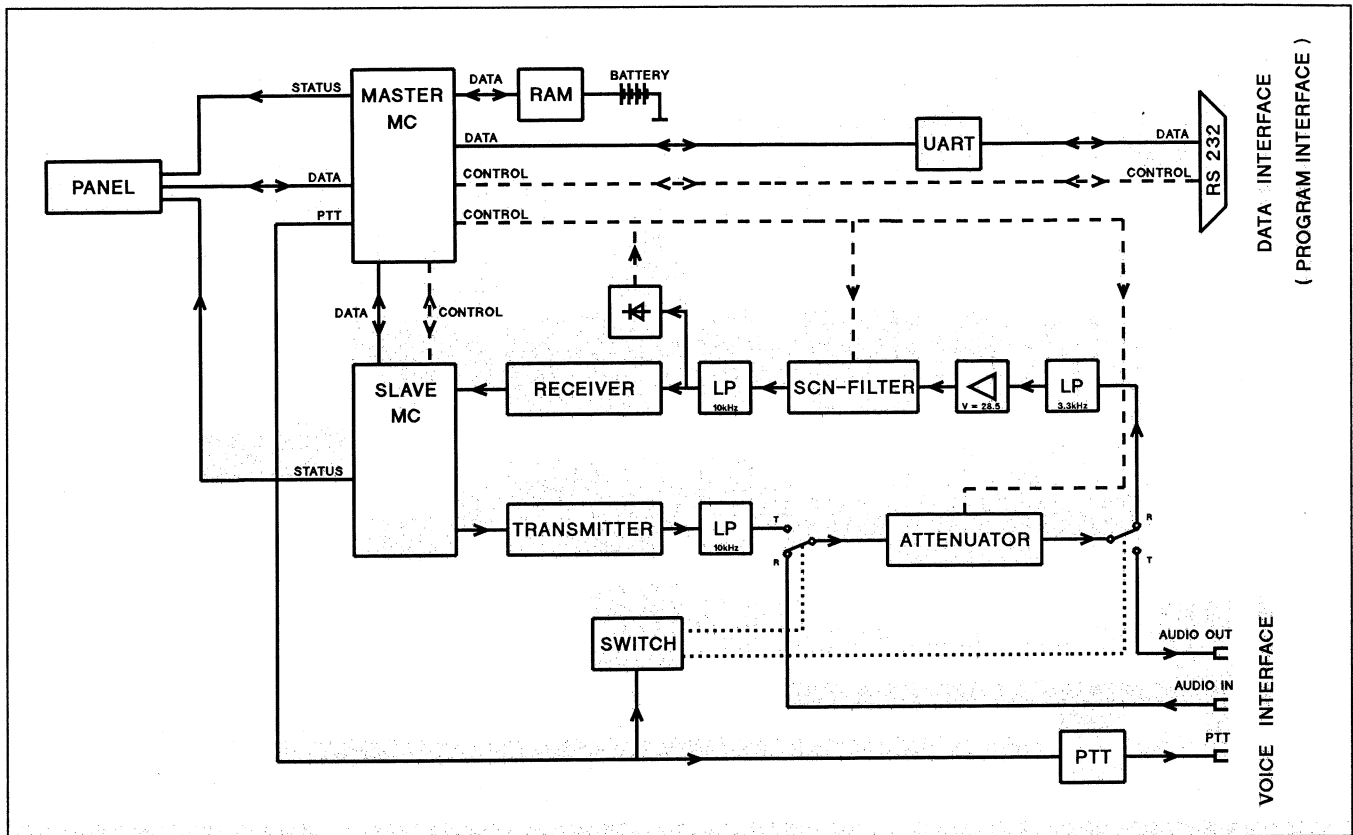 STATUS
MASTER
MC
DATA
RAM
BATTERY
DATA
UART
DATA
RS 232
DATA INTERFACE
( PROGRAM INTERFACE )
PANEL
DATA
CONTROL
CONTROL
PTT
CONTROL
DATA
CONTROL
SLAVE
MC
RECEIVER
LP
10kHz
SCN-FILTER
V = 28.5
LP
3.3kHz
STATUS
TRANSMITTER
LP
10kHz
T
R
ATTENUATOR
R
T
SWITCH
AUDIO OUT
AUDIO IN
PTT
PTT
VOICE INTERFACE